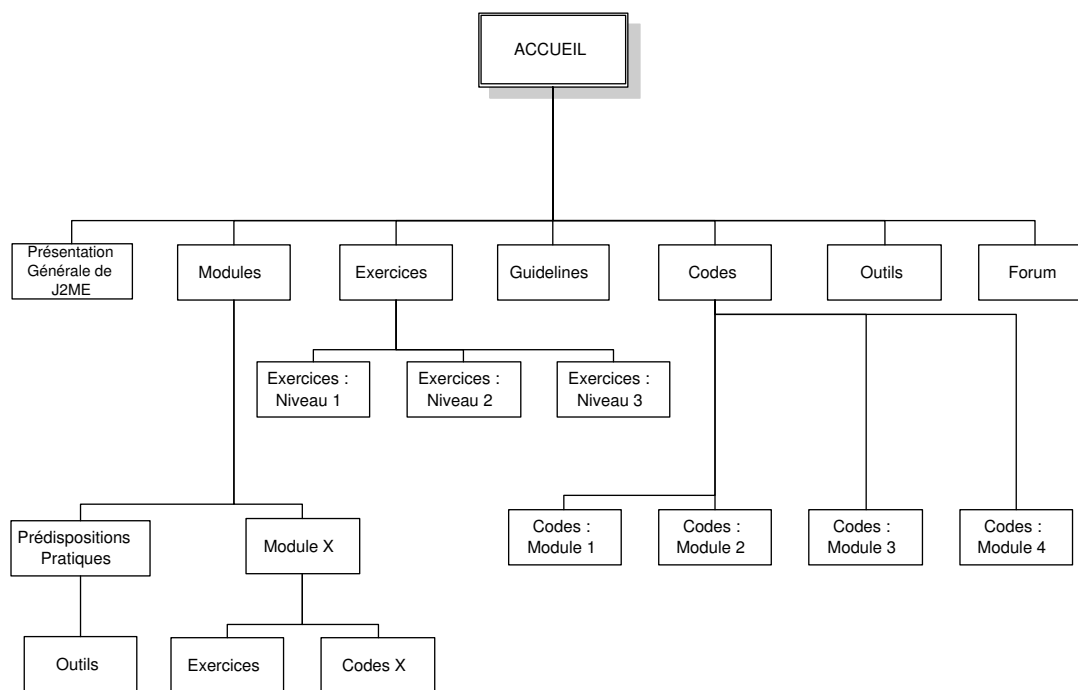 ACCUEIL
Présentation
Générale de
J2ME
Modules
Exercices
Guidelines
Codes
Outils
Forum
Exercices :
Niveau 1
Exercices :
Niveau 2
Exercices :
Niveau 3
Prédispositions
Pratiques
Module X
Codes :
Module 1
Codes :
Module 2
Codes :
Module 3
Codes :
Module 4
Outils
Exercices
Codes X